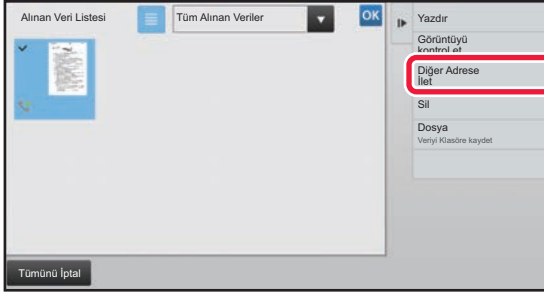 Alınan Veri Listesi
Tüm Alınan Veriler
OK
Yazdır
Görüntüyü
kontrol et
Diğer Adrese
İlet
Sil
Dosya
Veriyi Klasöre kaydet
Tümünü İptal